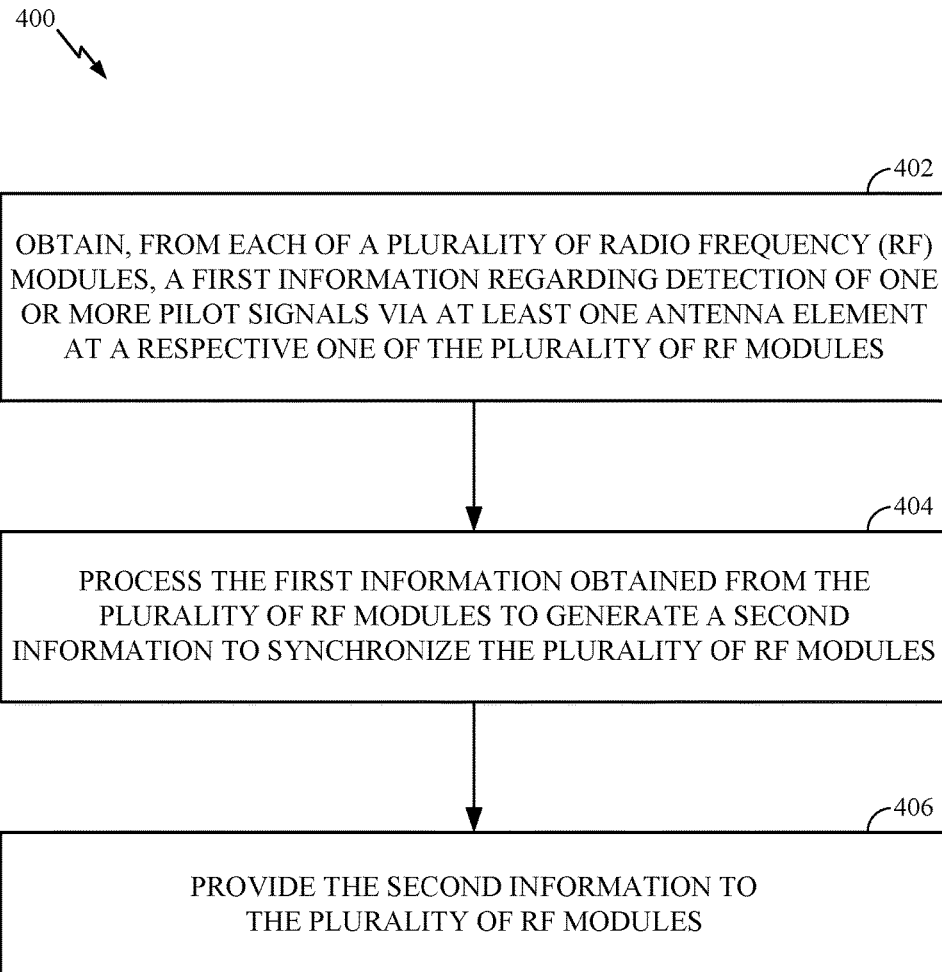 400
402
OBTAIN, FROM EACH OF A PLURALITY OF RADIO FREQUENCY (RF)
MODULES, A FIRST INFORMATION REGARDING DETECTION OF ONE
OR MORE PILOT SIGNALS VIA AT LEAST ONE ANTENNA ELEMENT
AT A RESPECTIVE ONE OF THE PLURALITY OF RF MODULES
404
PROCESS THE FIRST INFORMATION OBTAINED FROM THE
PLURALITY OF RF MODULES TO GENERATE A SECOND
INFORMATION TO SYNCHRONIZE THE PLURALITY OF RF MODULES
406
PROVIDE THE SECOND INFORMATION TO
THE PLURALITY OF RF MODULES